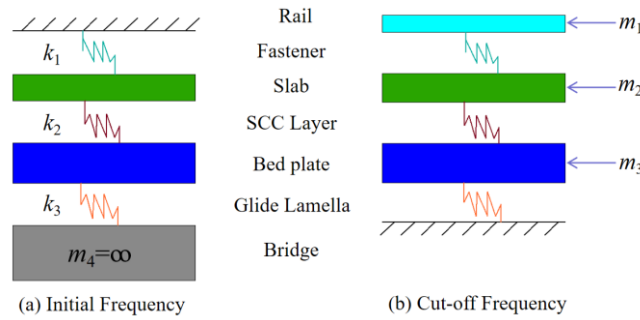 Rail
m₁
k₁
Fastener
Slab
m₂
k₂
SCC Layer
Bed plate
m₃
k₃
Glide Lamella
m₄=∞
Bridge
(a) Initial Frequency
(b) Cut-off Frequency